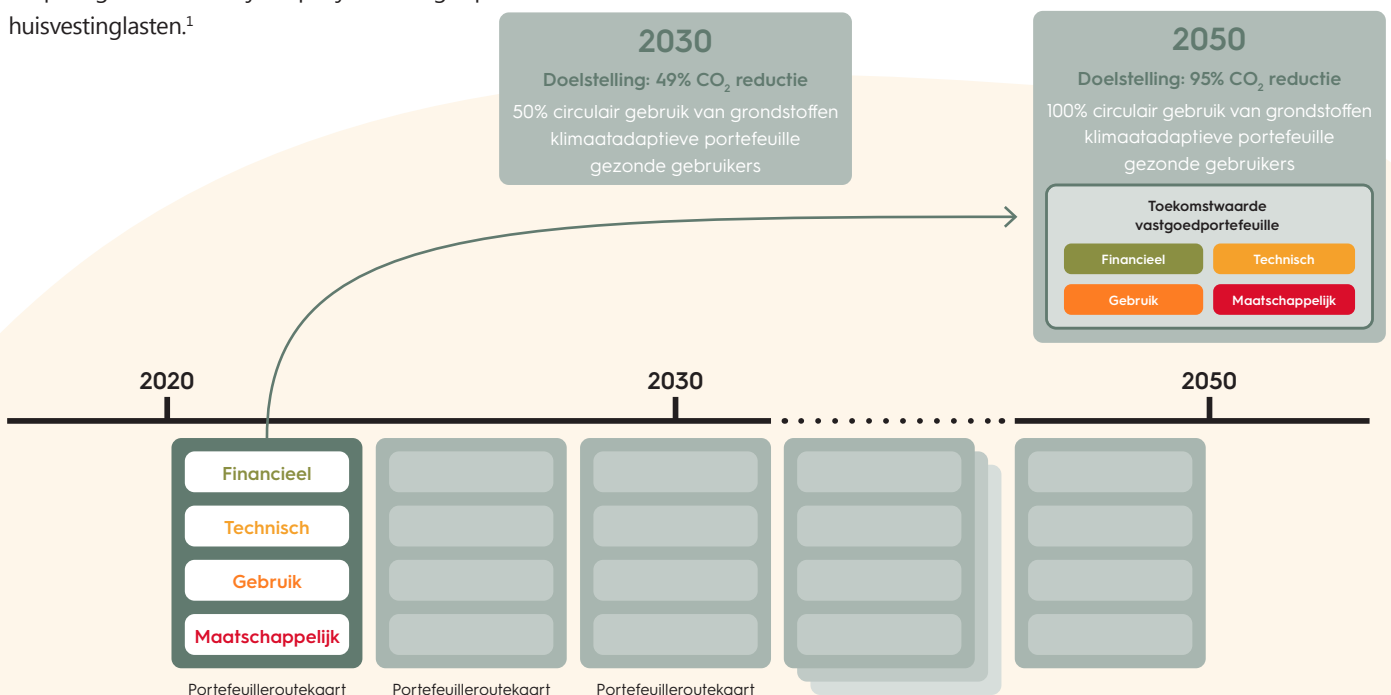 huisvestinglasten.¹
2030
Doelstelling: 49% CO₂ reductie
50% circulair gebruik van grondstoffen
klimaatadaptieve portefeuille
gezonde gebruikers
2050
Doelstelling: 95% CO₂ reductie
100% circulair gebruik van grondstoffen
klimaatadaptieve portefeuille
gezonde gebruikers
Toekomstwaarde
vastgoedportefeuille
Financieel
Technisch
Gebruik
Maatschappelijk
2020
2030
2050
Financieel
Technisch
Gebruik
Maatschappelijk
Portefeuilleroutekaart
Portefeuilleroutekaart
Portefeuilleroutekaart